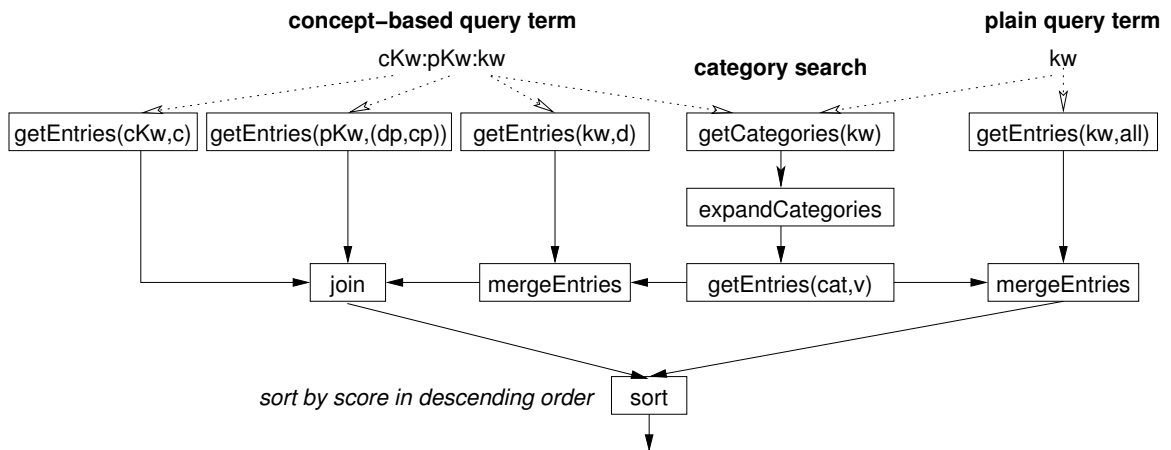 concept−based query term
plain query term
cKw:pKw:kw
kw
category search
getEntries(cKw,c)
getEntries(pKw,(dp,cp))
getEntries(kw,d)
getCategories(kw)
getEntries(kw,all)
expandCategories
join
mergeEntries
getEntries(cat,v)
mergeEntries
sort by score in descending order
sort